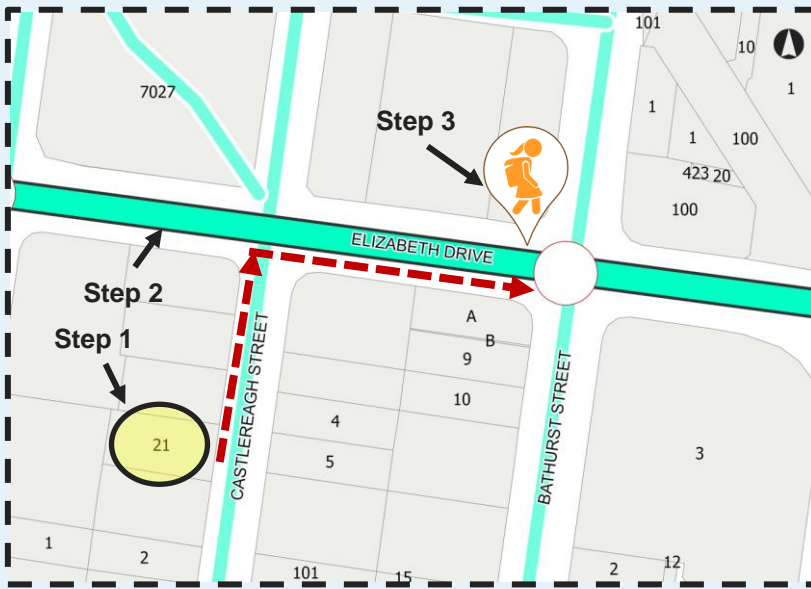 101
10
1
7027
1
Step 3
1
100
423 20
100
ELIZABETH DRIVE
Step 2
A
Step 1
B
9
CASTLEREAGH STREET
BATHURST STREET
10
4
21
3
5
1
2
101
15
2
12